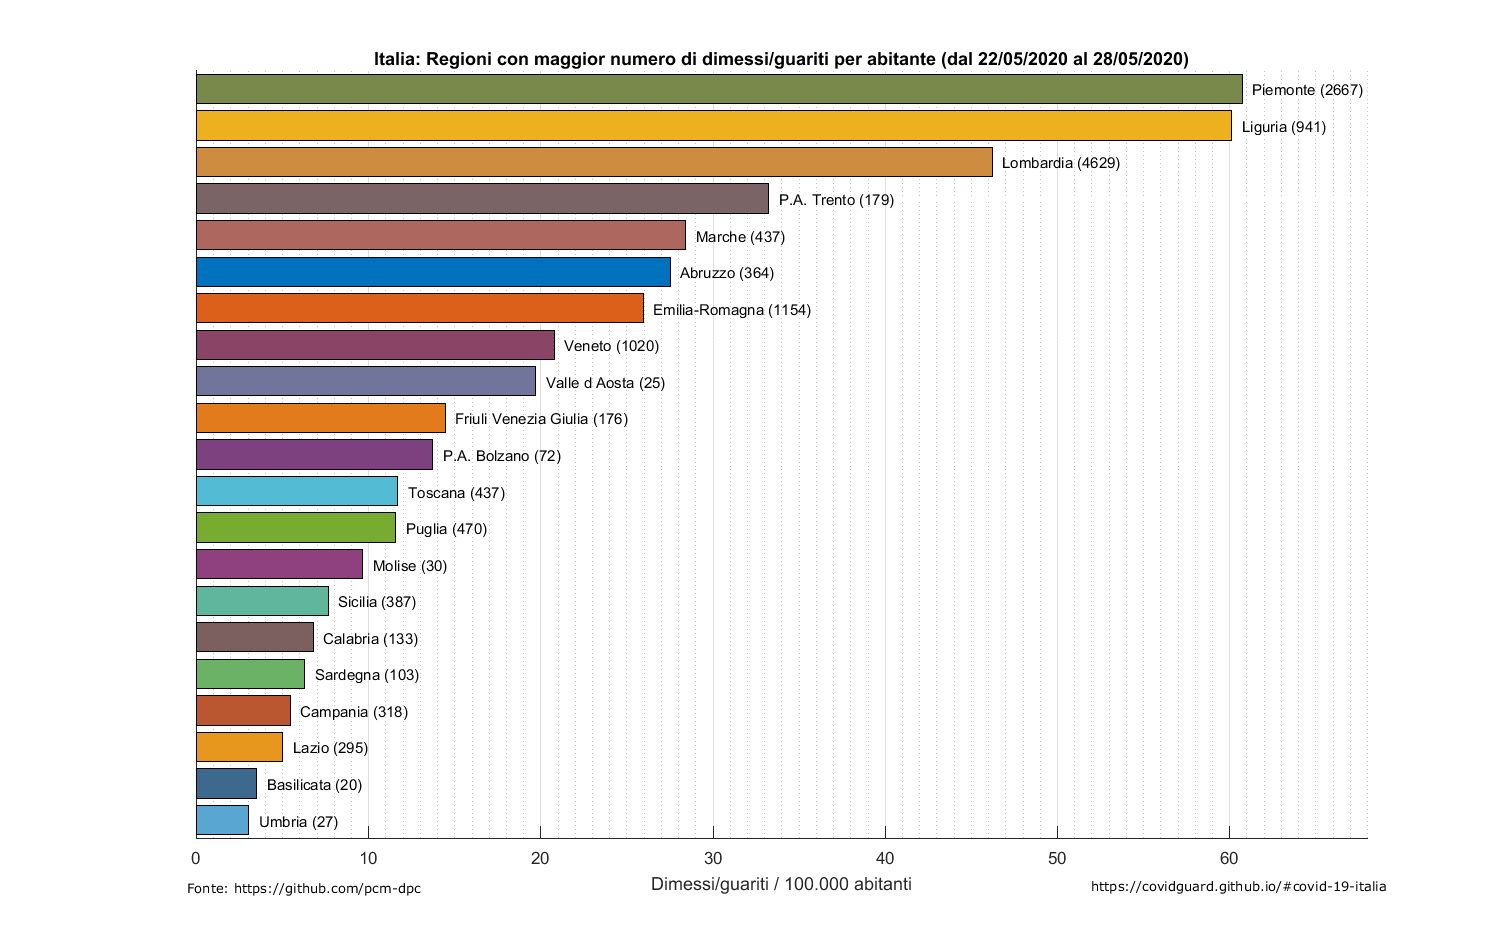 Italia: Regioni con maggior numero di dimessi/guariti per abitante (dal 22/05/2020 al 28/05/2020)
Piemonte (2667)
Liguria (941)
Lombardia (4629)
P.A. Trento (179)
Marche (437)
Abruzzo (364)
Emilia-Romagna (1154)
Veneto (1020)
Valle d Aosta (25)
Friuli Venezia Giulia (176)
P.A. Bolzano (72)
Toscana (437)
Puglia (470)
Molise (30)
Sicilia (387)
Calabria (133)
Sardegna (103)
Campania (318)
Lazio (295)
Basilicata (20)
Umbria (27)
0 10 20 30 40 50 60
Dimessi/guariti / 100.000 abitanti
Fonte: https://github.com/pcm-dpc
https://covidguard.github.io/#covid-19-italia